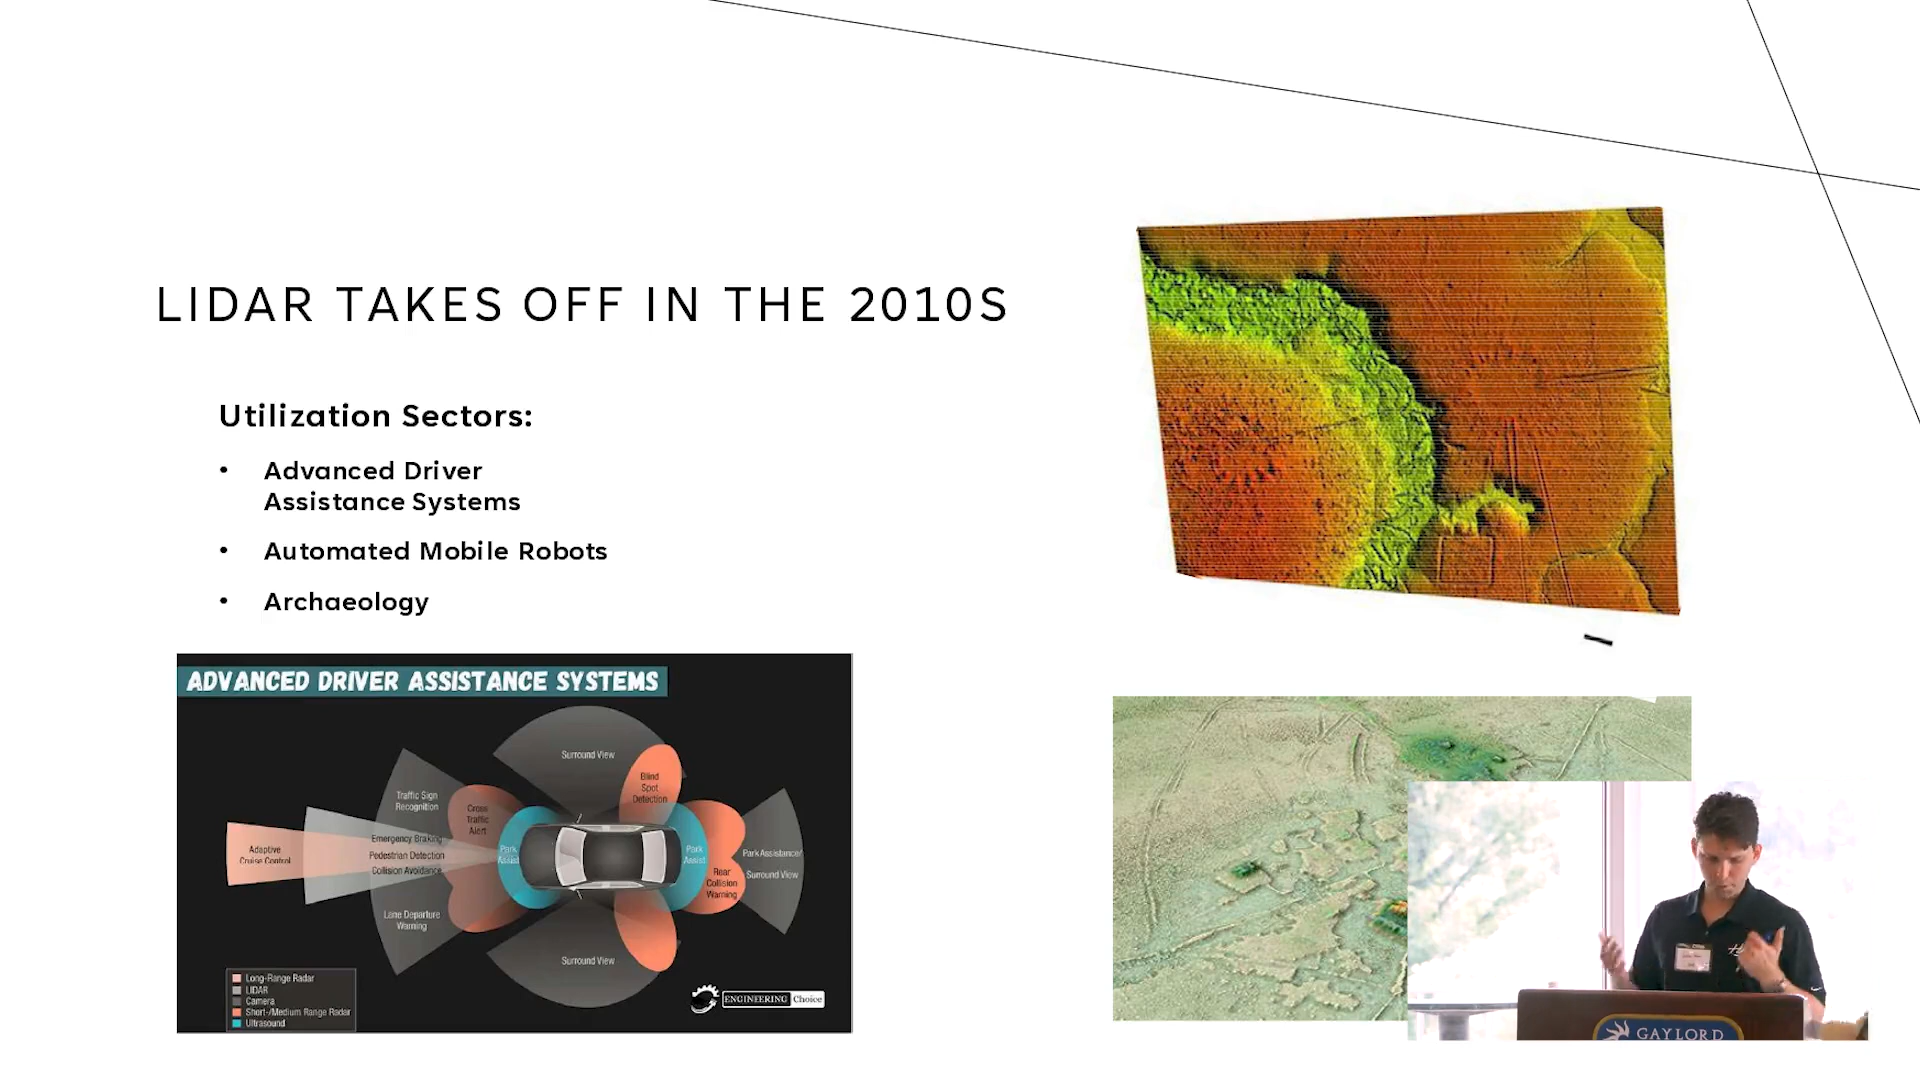 LIDAR TAKES OFF IN THE 2010S
Utilization Sectors:
• Advanced Driver
Assistance Systems
• Automated Mobile Robots
• Archaeology
ADVANCED DRIVER ASSISTANCE SYSTEMS
Surround View
Blind
Spot
Detection
Traffic Sign
Recognition
Cross
Traffic
Alert
Emergency Braking
Pedestrian Detection
Collision Avoidance
Adaptive
Cruise Control
Park
Assist
Park
Assist
Park Assistance/
Surround View
Rear
Collision
Warning
Lane Departure
Warning
Surround View
Long-Range Radar
LIDAR
Camera
Short-/Medium Range Radar
Ultrasound
ENGINEERING Choice
GAYLORD